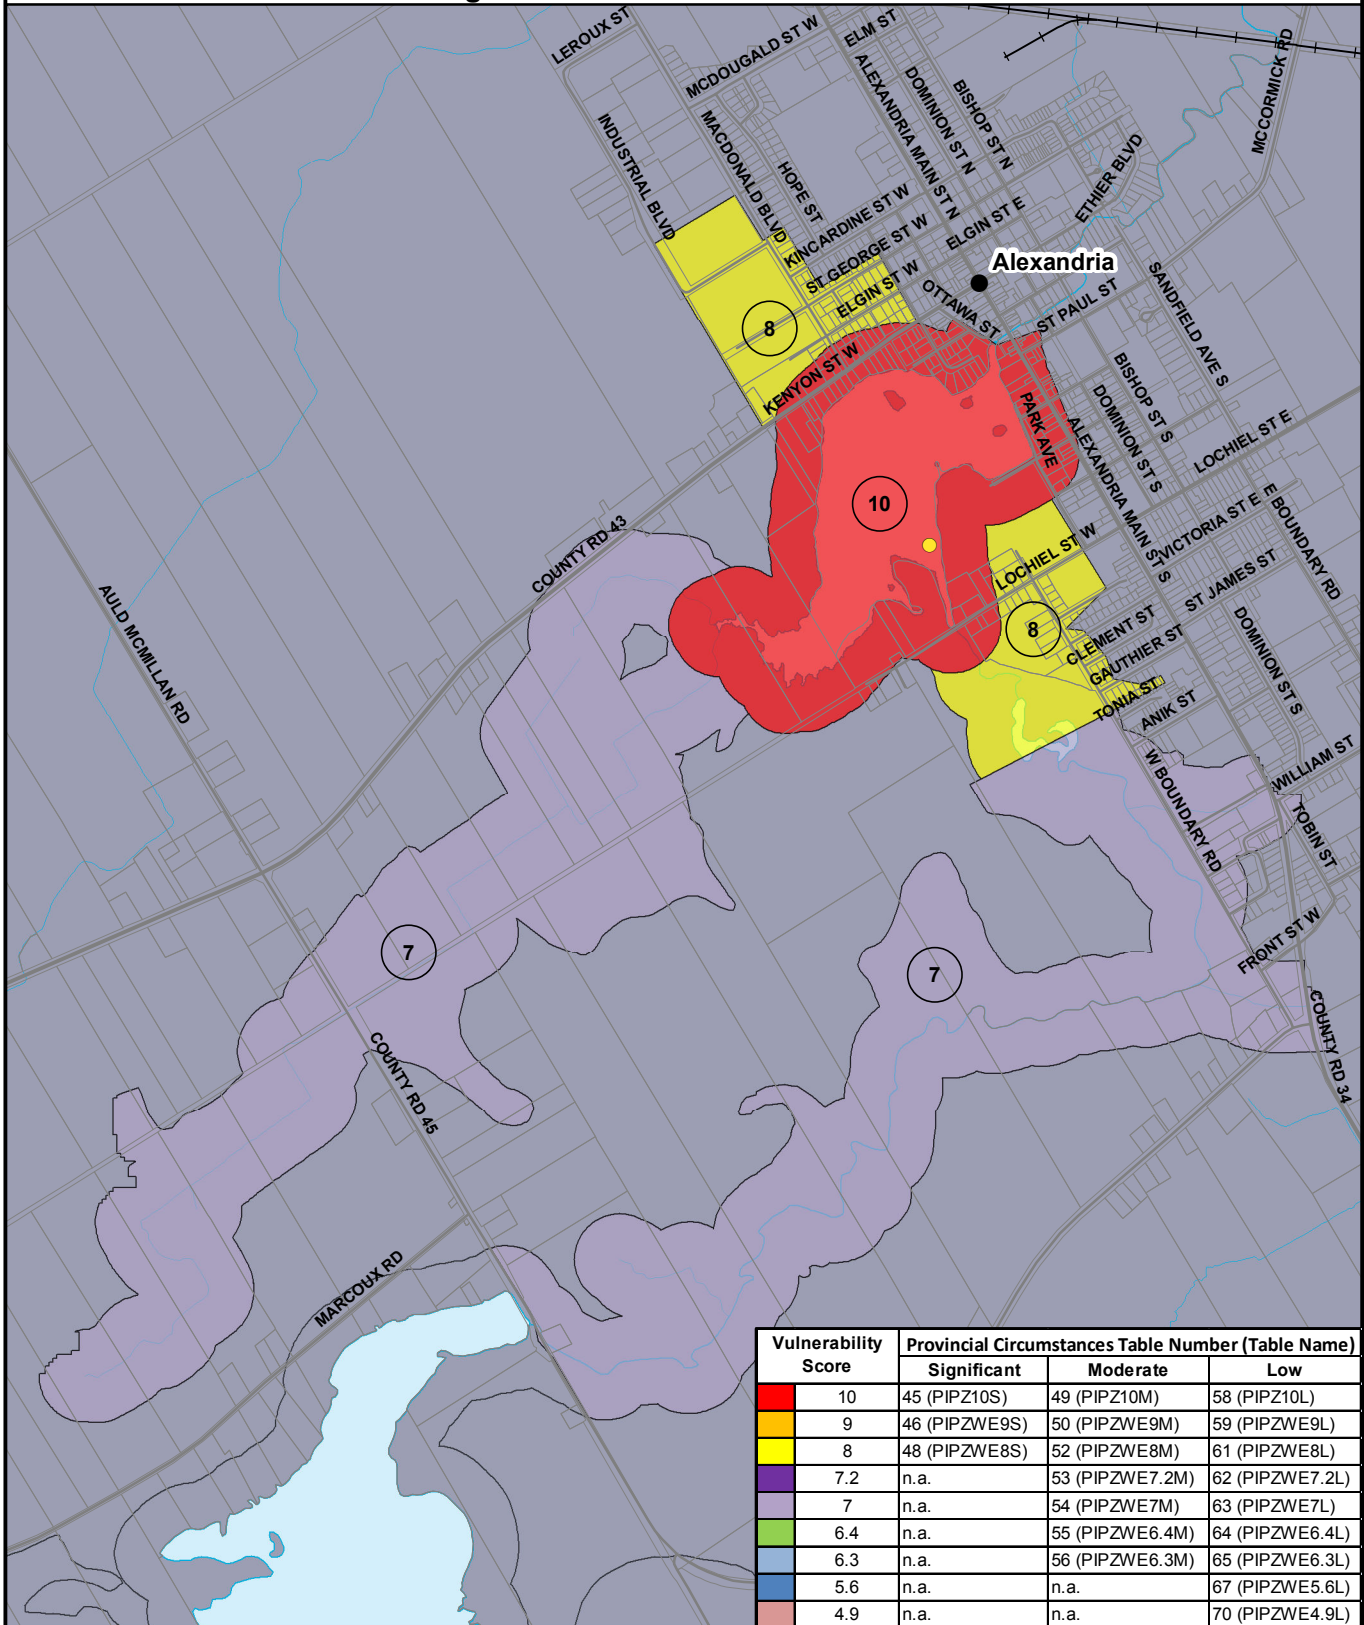 LEROUX ST
MCDOUGALD ST W
ELM ST
ALEXANDRIA MAIN ST N
DOMINION ST N
BISHOP ST N
MCCORMICK RD
INDUSTRIAL BLVD
MACDONALD BLVD
HOPE ST
KINCARDINE ST W
ST GEORGE ST W
ELGIN ST W
ELGIN ST E
ETHIER BLVD
Alexandria
OTTAWA ST
ST PAUL ST
SANDFIELD AVE S
8
KENYON ST W
PARK AVE
BISHOP ST S
DOMINION ST S
ALEXANDRIA MAIN ST S
LOCHIEL ST E
10
COUNTY RD 43
LOCHIEL ST W
VICTORIA ST E
E BOUNDARY RD
ST JAMES ST
AULD MCMILLAN RD
8
CLEMENT ST
GAUTHIER ST
DOMINION ST S
TONIA ST
ANIK ST
W BOUNDARY RD
WILLIAM ST
TOBIN ST
7
7
FRONT ST W
COUNTY RD 34
COUNTY RD 45
MARCOUX RD
Vulnerability Score
Provincial Circumstances Table Number (Table Name)
Significant Moderate Low
10 45 (PIPZ10S) 49 (PIPZ10M) 58 (PIPZ10L)
9 46 (PIPZWE9S) 50 (PIPZWE9M) 59 (PIPZWE9L)
8 48 (PIPZWE8S) 52 (PIPZWE8M) 61 (PIPZWE8L)
7.2 n.a. 53 (PIPZWE7.2M) 62 (PIPZWE7.2L)
7 n.a. 54 (PIPZWE7M) 63 (PIPZWE7L)
6.4 n.a. 55 (PIPZWE6.4M) 64 (PIPZWE6.4L)
6.3 n.a. 56 (PIPZWE6.3M) 65 (PIPZWE6.3L)
5.6 n.a. n.a. 67 (PIPZWE5.6L)
4.9 n.a. n.a. 70 (PIPZWE4.9L)